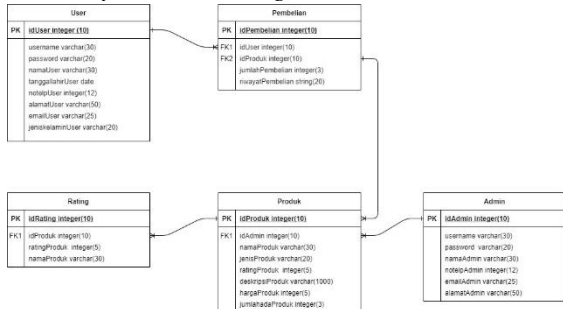 User
PK idUser integer (10)
username varchar(30)
password varchar(20)
namaUser varchar(30)
tanggallahirUser date
notelpUser integer(12)
alamatUser varchar(50)
emailUser varchar(25)
jeniskelaminUser varchar(20)
Pembelian
PK idPembelian integer(10)
FK1 idUser integer(10)
FK2 idProduk integer(10)
jumlahPembelian integer(3)
riwayatPembelian string(20)
Rating
PK idRating integer(10)
FK1 idProduk integer(10)
ratingProduk integer(5)
namaProduk varchar(30)
Produk
PK idProduk integer(10)
FK1 idAdmin integer(10)
namaProduk varchar(30)
jenisProduk varchar(20)
ratingProduk integer(5)
deskripsiProduk varchar(1000)
hargaProduk integer(5)
jumlahadaProduk integer(3)
Admin
PK idAdmin integer(10)
username varchar(30)
password varchar(20)
namaAdmin varchar(30)
notelpAdmin integer(12)
emailAdmin varchar(25)
alamatAdmin varchar(50)